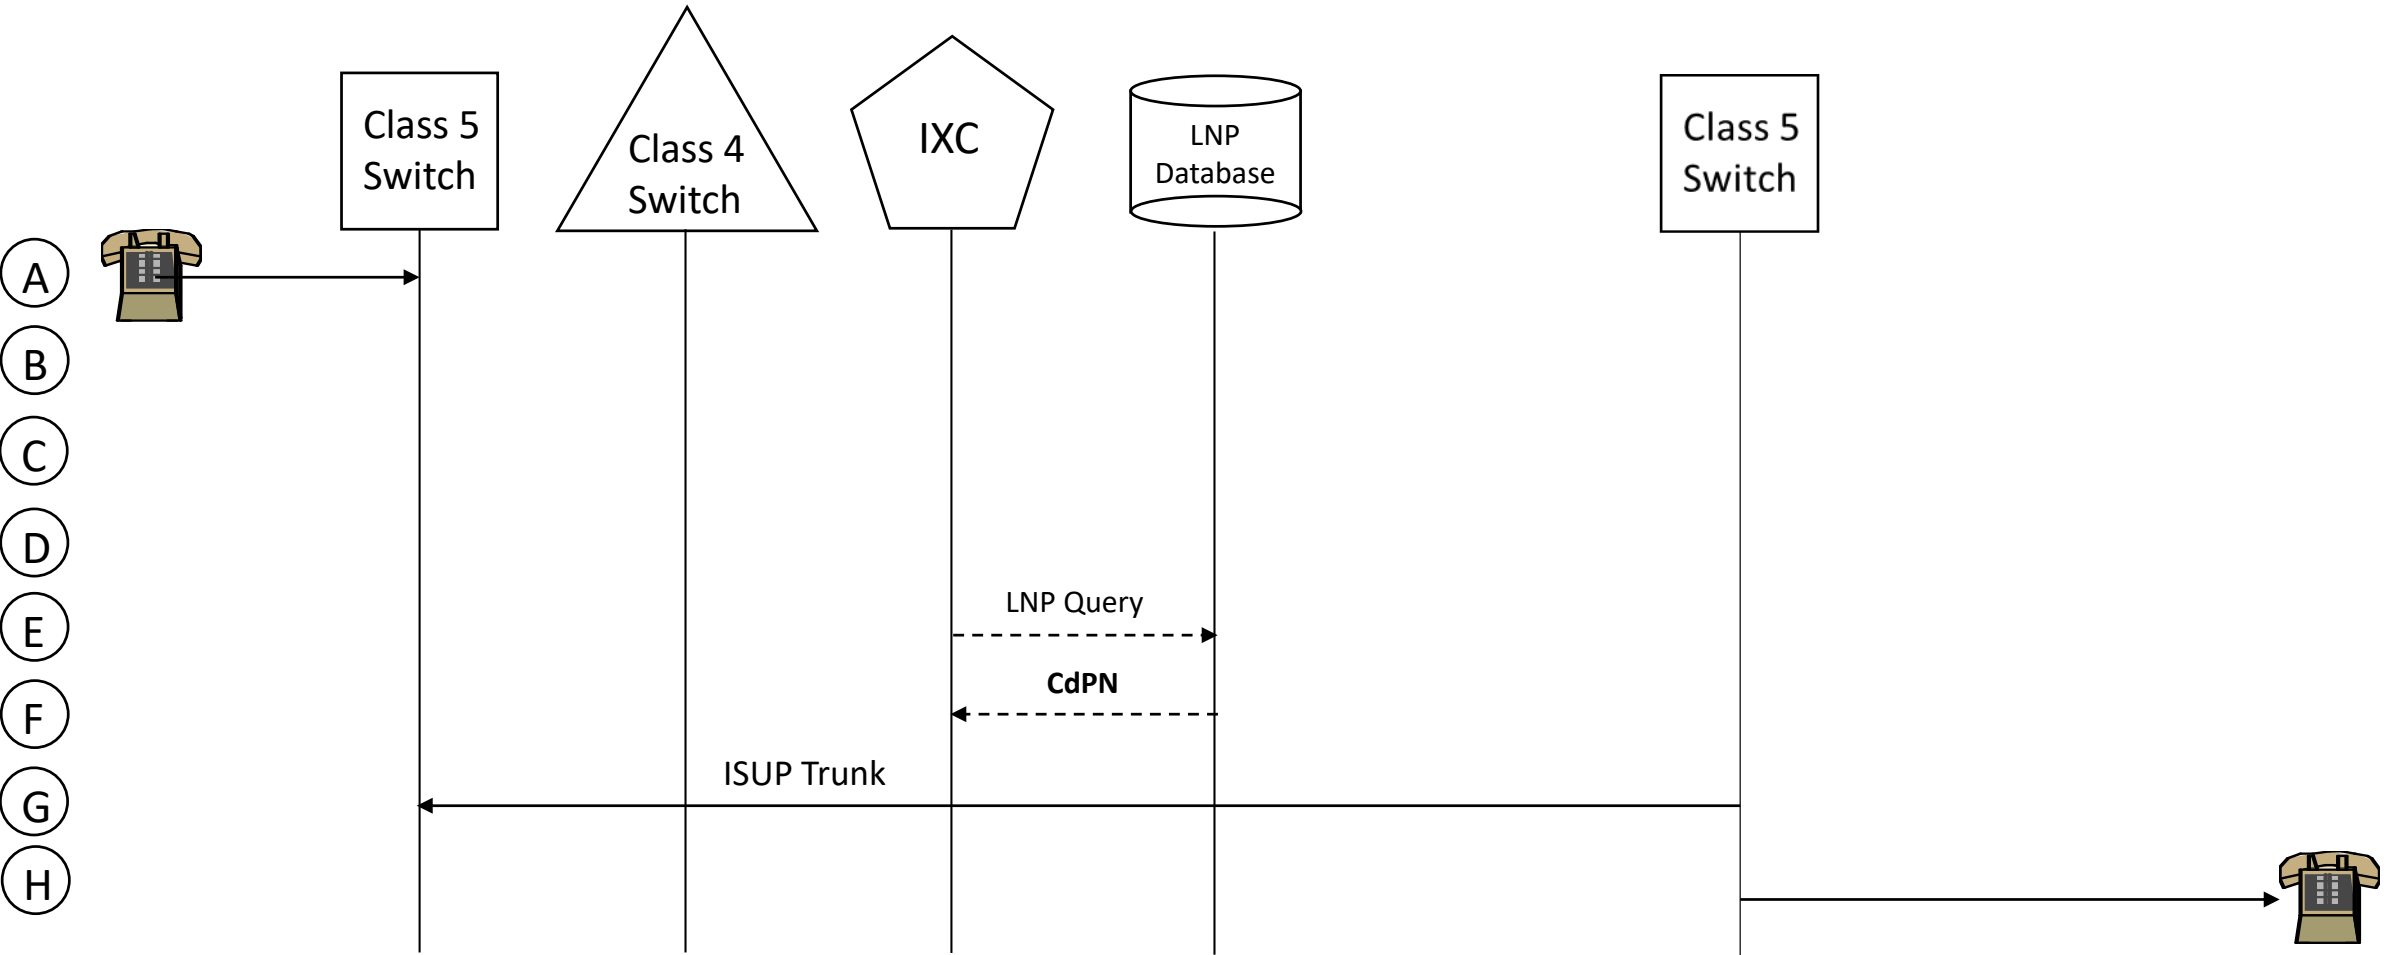 Class 5
Switch
Class 4
Switch
IXC
LNP
Database
Class 5
Switch
A
B
C
D
E
LNP Query
F
CdPN
G
ISUP Trunk
H